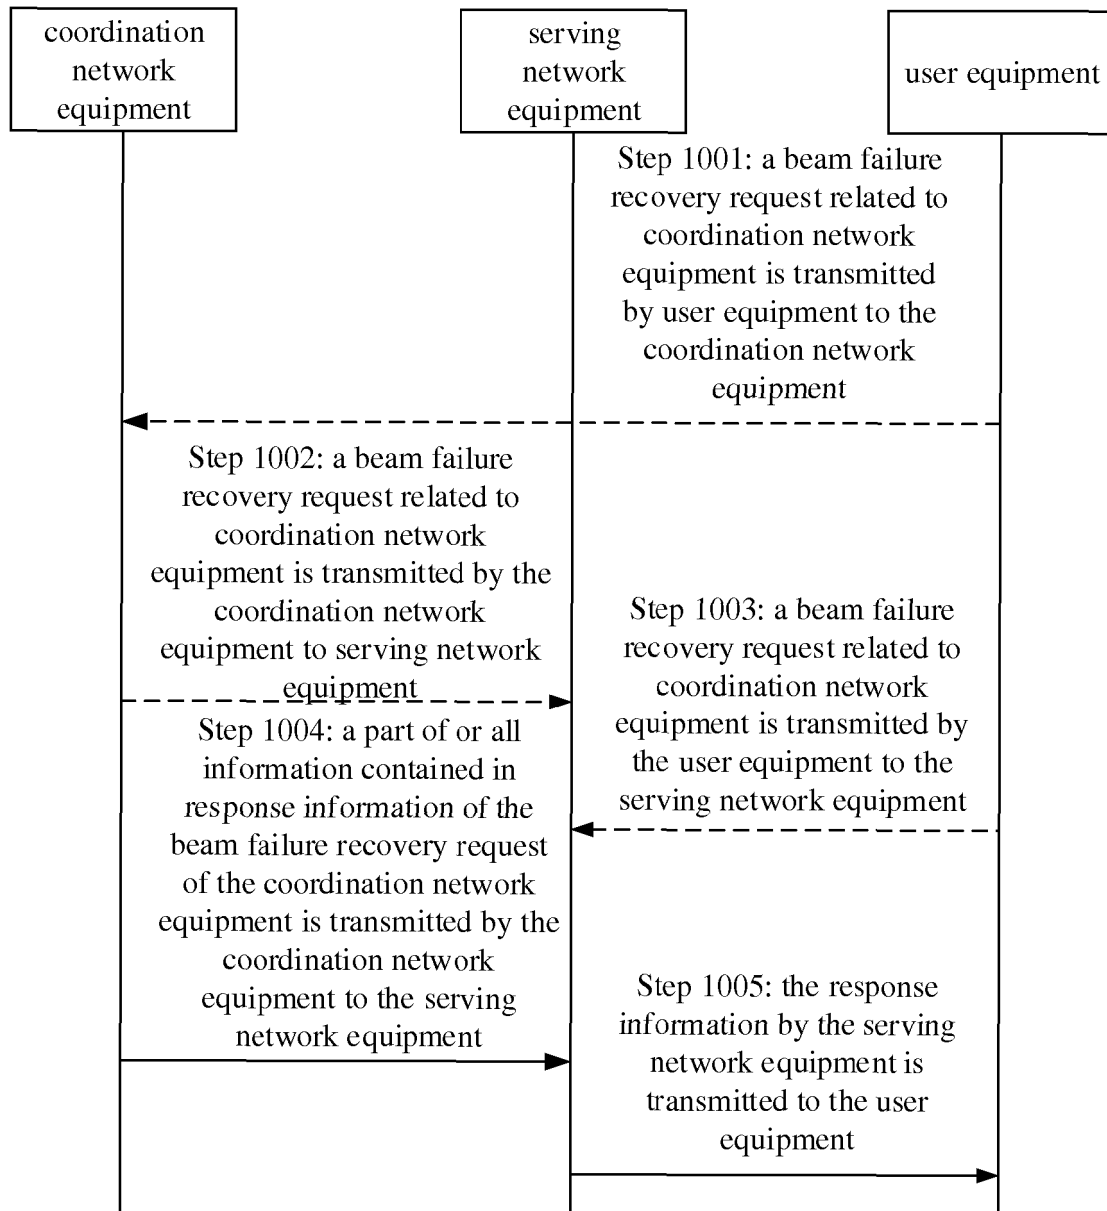 coordination
network
equipment
serving
network
equipment
user equipment
Step 1001: a beam failure
recovery request related to
coordination network
equipment is transmitted
by user equipment to the
coordination network
equipment
Step 1002: a beam failure
recovery request related to
coordination network
equipment is transmitted by the
coordination network
equipment to serving network
equipment
Step 1003: a beam failure
recovery request related to
coordination network
equipment is transmitted by
the user equipment to the
serving network equipment
Step 1004: a part of or all
information contained in
response information of the
beam failure recovery request
of the coordination network
equipment is transmitted by the
coordination network
equipment to the serving
network equipment
Step 1005: the response
information by the serving
network equipment is
transmitted to the user
equipment